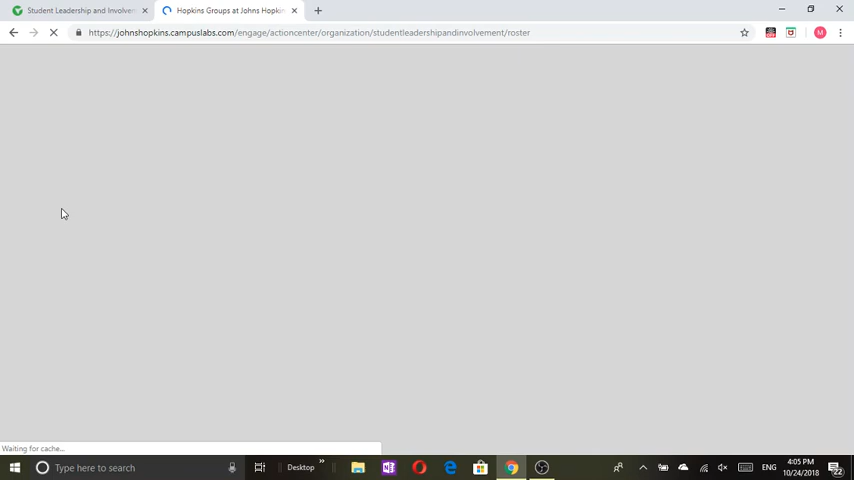 Student Leadership and Involven
Hopkins Groups at Johns Hopkin
https://johnshopkins.campuslabs.com/engage/actioncenter/organization/studentleadershipandinvolvement/roster
M
Waiting for cache...
Type here to search
Desktop
ENG
4:05 PM
10/24/2018
22